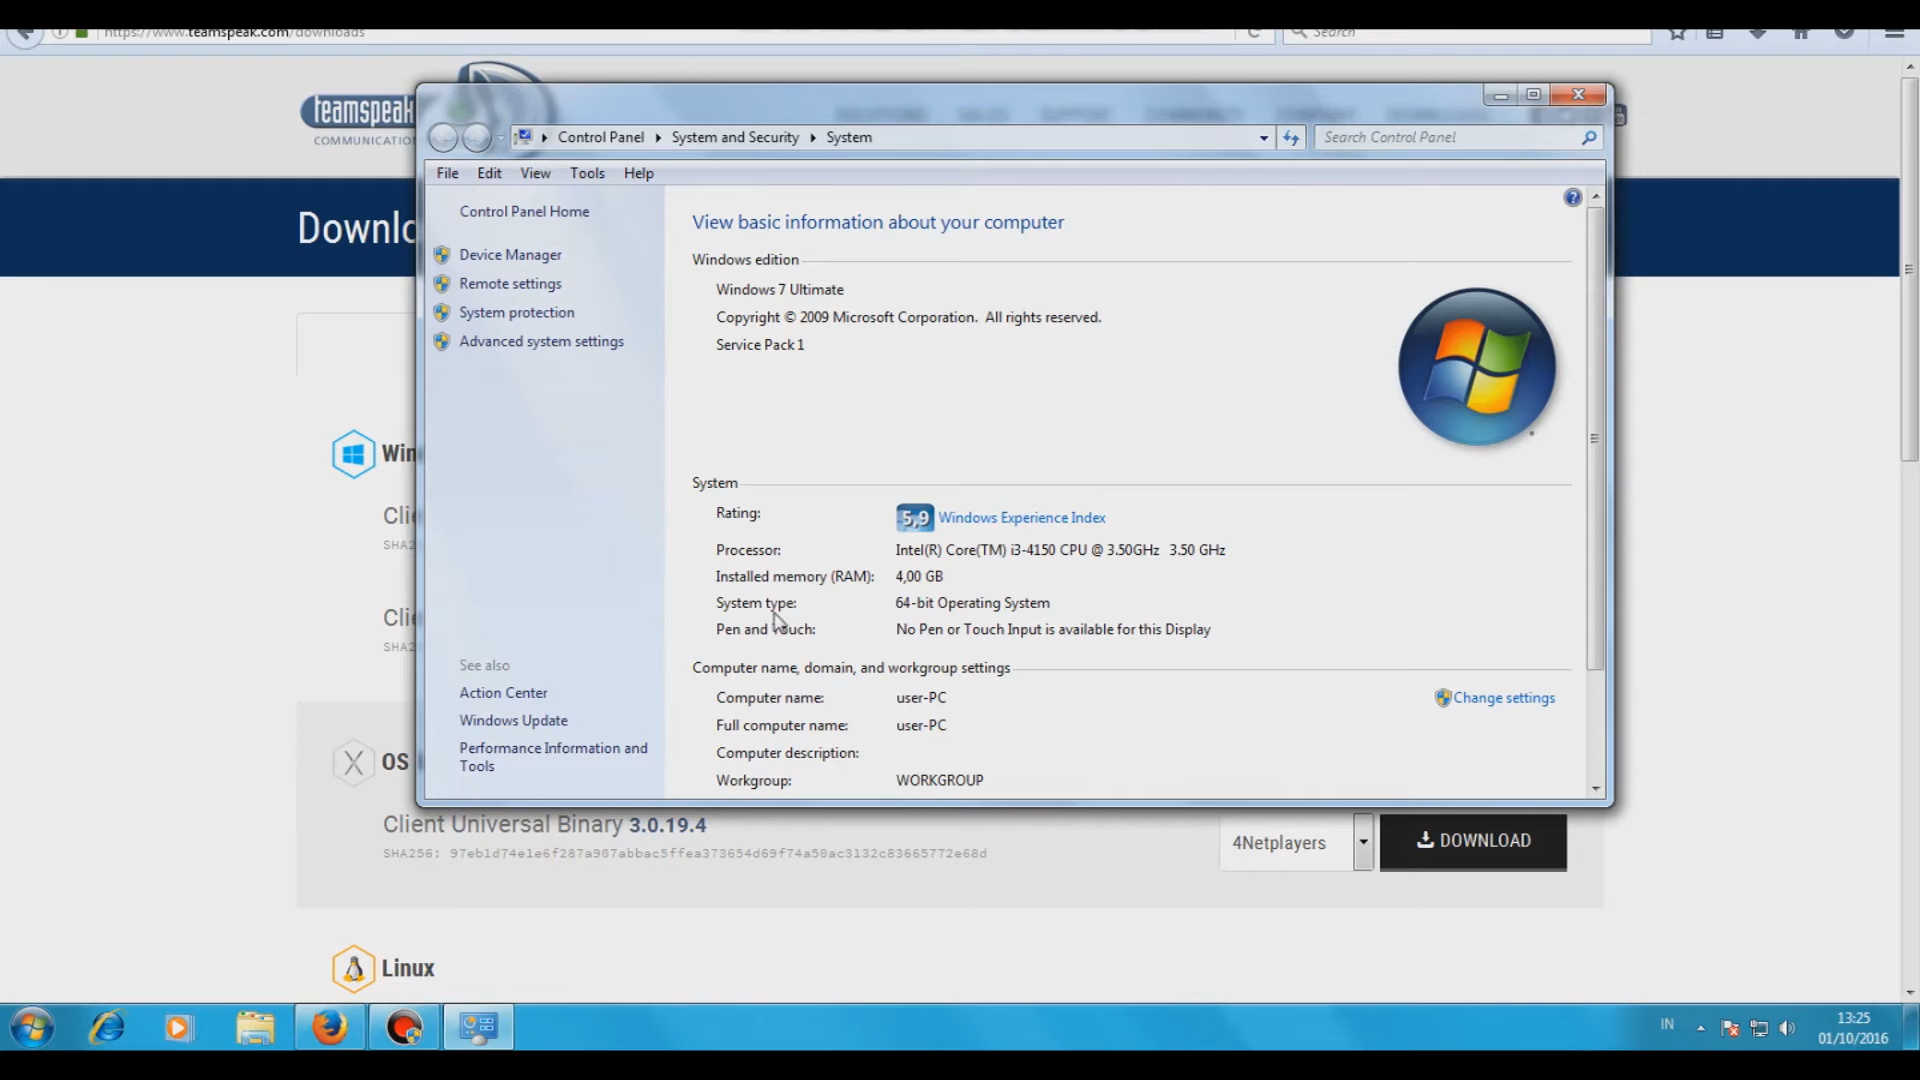 https://www.teamspeak.com/downloads
Search
teamspeak
COMMUNICATION
Control Panel
System and Security
System
Search Control Panel
File Edit View Tools Help
Downlo
Control Panel Home
Device Manager
Remote settings
System protection
Advanced system settings
See also
Action Center
Windows Update
Performance Information and
Tools
View basic information about your computer
Windows edition
Windows 7 Ultimate
Copyright © 2009 Microsoft Corporation. All rights reserved.
Service Pack 1
System
Rating:
5,9 Windows Experience Index
Processor: Intel(R) Core(TM) i3-4150 CPU @ 3.50GHz 3.50 GHz
Installed memory (RAM): 4,00 GB
System type: 64-bit Operating System
Pen and Touch: No Pen or Touch Input is available for this Display
Computer name, domain, and workgroup settings
Computer name: user-PC
Change settings
Full computer name: user-PC
Computer description:
Workgroup: WORKGROUP
Win
Clie
SHA2
Clie
SHA2
OS
Client Universal Binary 3.0.19.4
SHA256: 97eb1d74e1e6f287a907abbac5ffea373654d69f74a50ac3132c83665772e68d
4Netplayers
DOWNLOAD
Linux
IN
13:25
01/10/2016